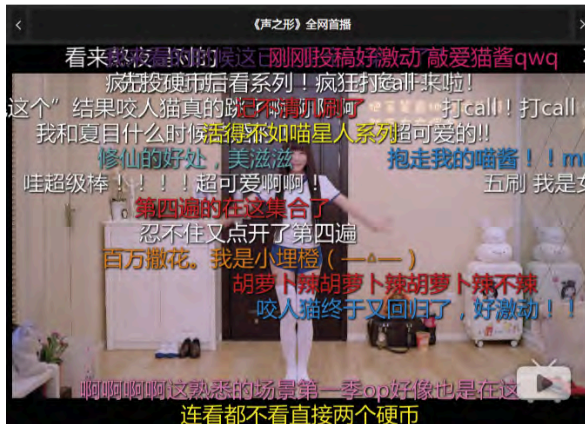 《声之形》全网首播
看来熬夜是对的
刚刚投稿好激动 敲爱猫酱qwq
先投硬币后看系列！疯狂打call
这个”结果咬人猫真的跳了
打call！打call
我和夏目什么时候
活得不如喵星人系列
超可爱的!!
修仙的好处，美滋滋
抱走我的喵酱！！
哇超级棒！！！！超可爱啊啊！
五刷 我是
第四遍的在这集合了
忍不住又点开了第四遍
百万撒花。我是小埋橙
胡萝卜辣胡萝卜辣胡萝卜辣不辣
咬人猫终于又回归了，好激动！！
啊啊啊啊这熟悉的场景第一季op好像也是在这
连看都不看直接两个硬币